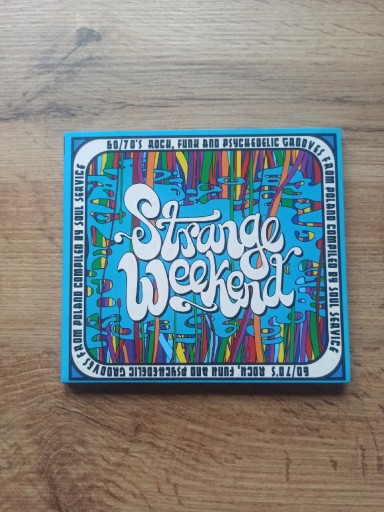 60/70'S ROCK, FUNK AND PSYCHEDELIC GROOVES FROM POLAND COMPILED BY SOUL SERVICE
Strange
Weekend
60/70'S ROCK, FUNK AND PSYCHEDELIC GROOVES FROM POLAND COMPILED BY SOUL SERVICE